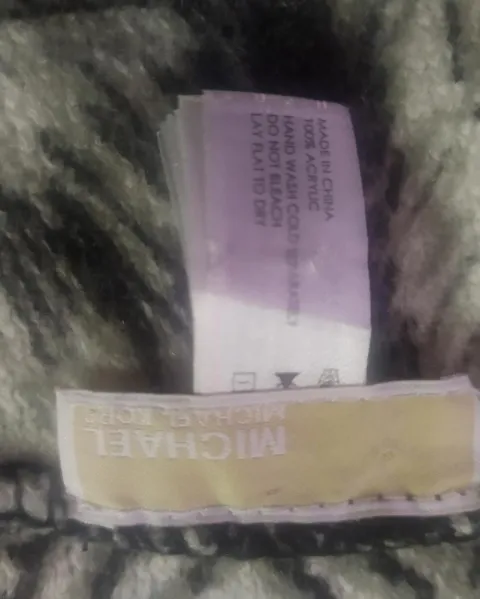 MADE IN CHINA
100% ACRYLIC
HAND WASH COLD SEPARATELY
DO NOT BLEACH
LAY FLAT TO DRY
MICHAEL
MICHAEL KORS